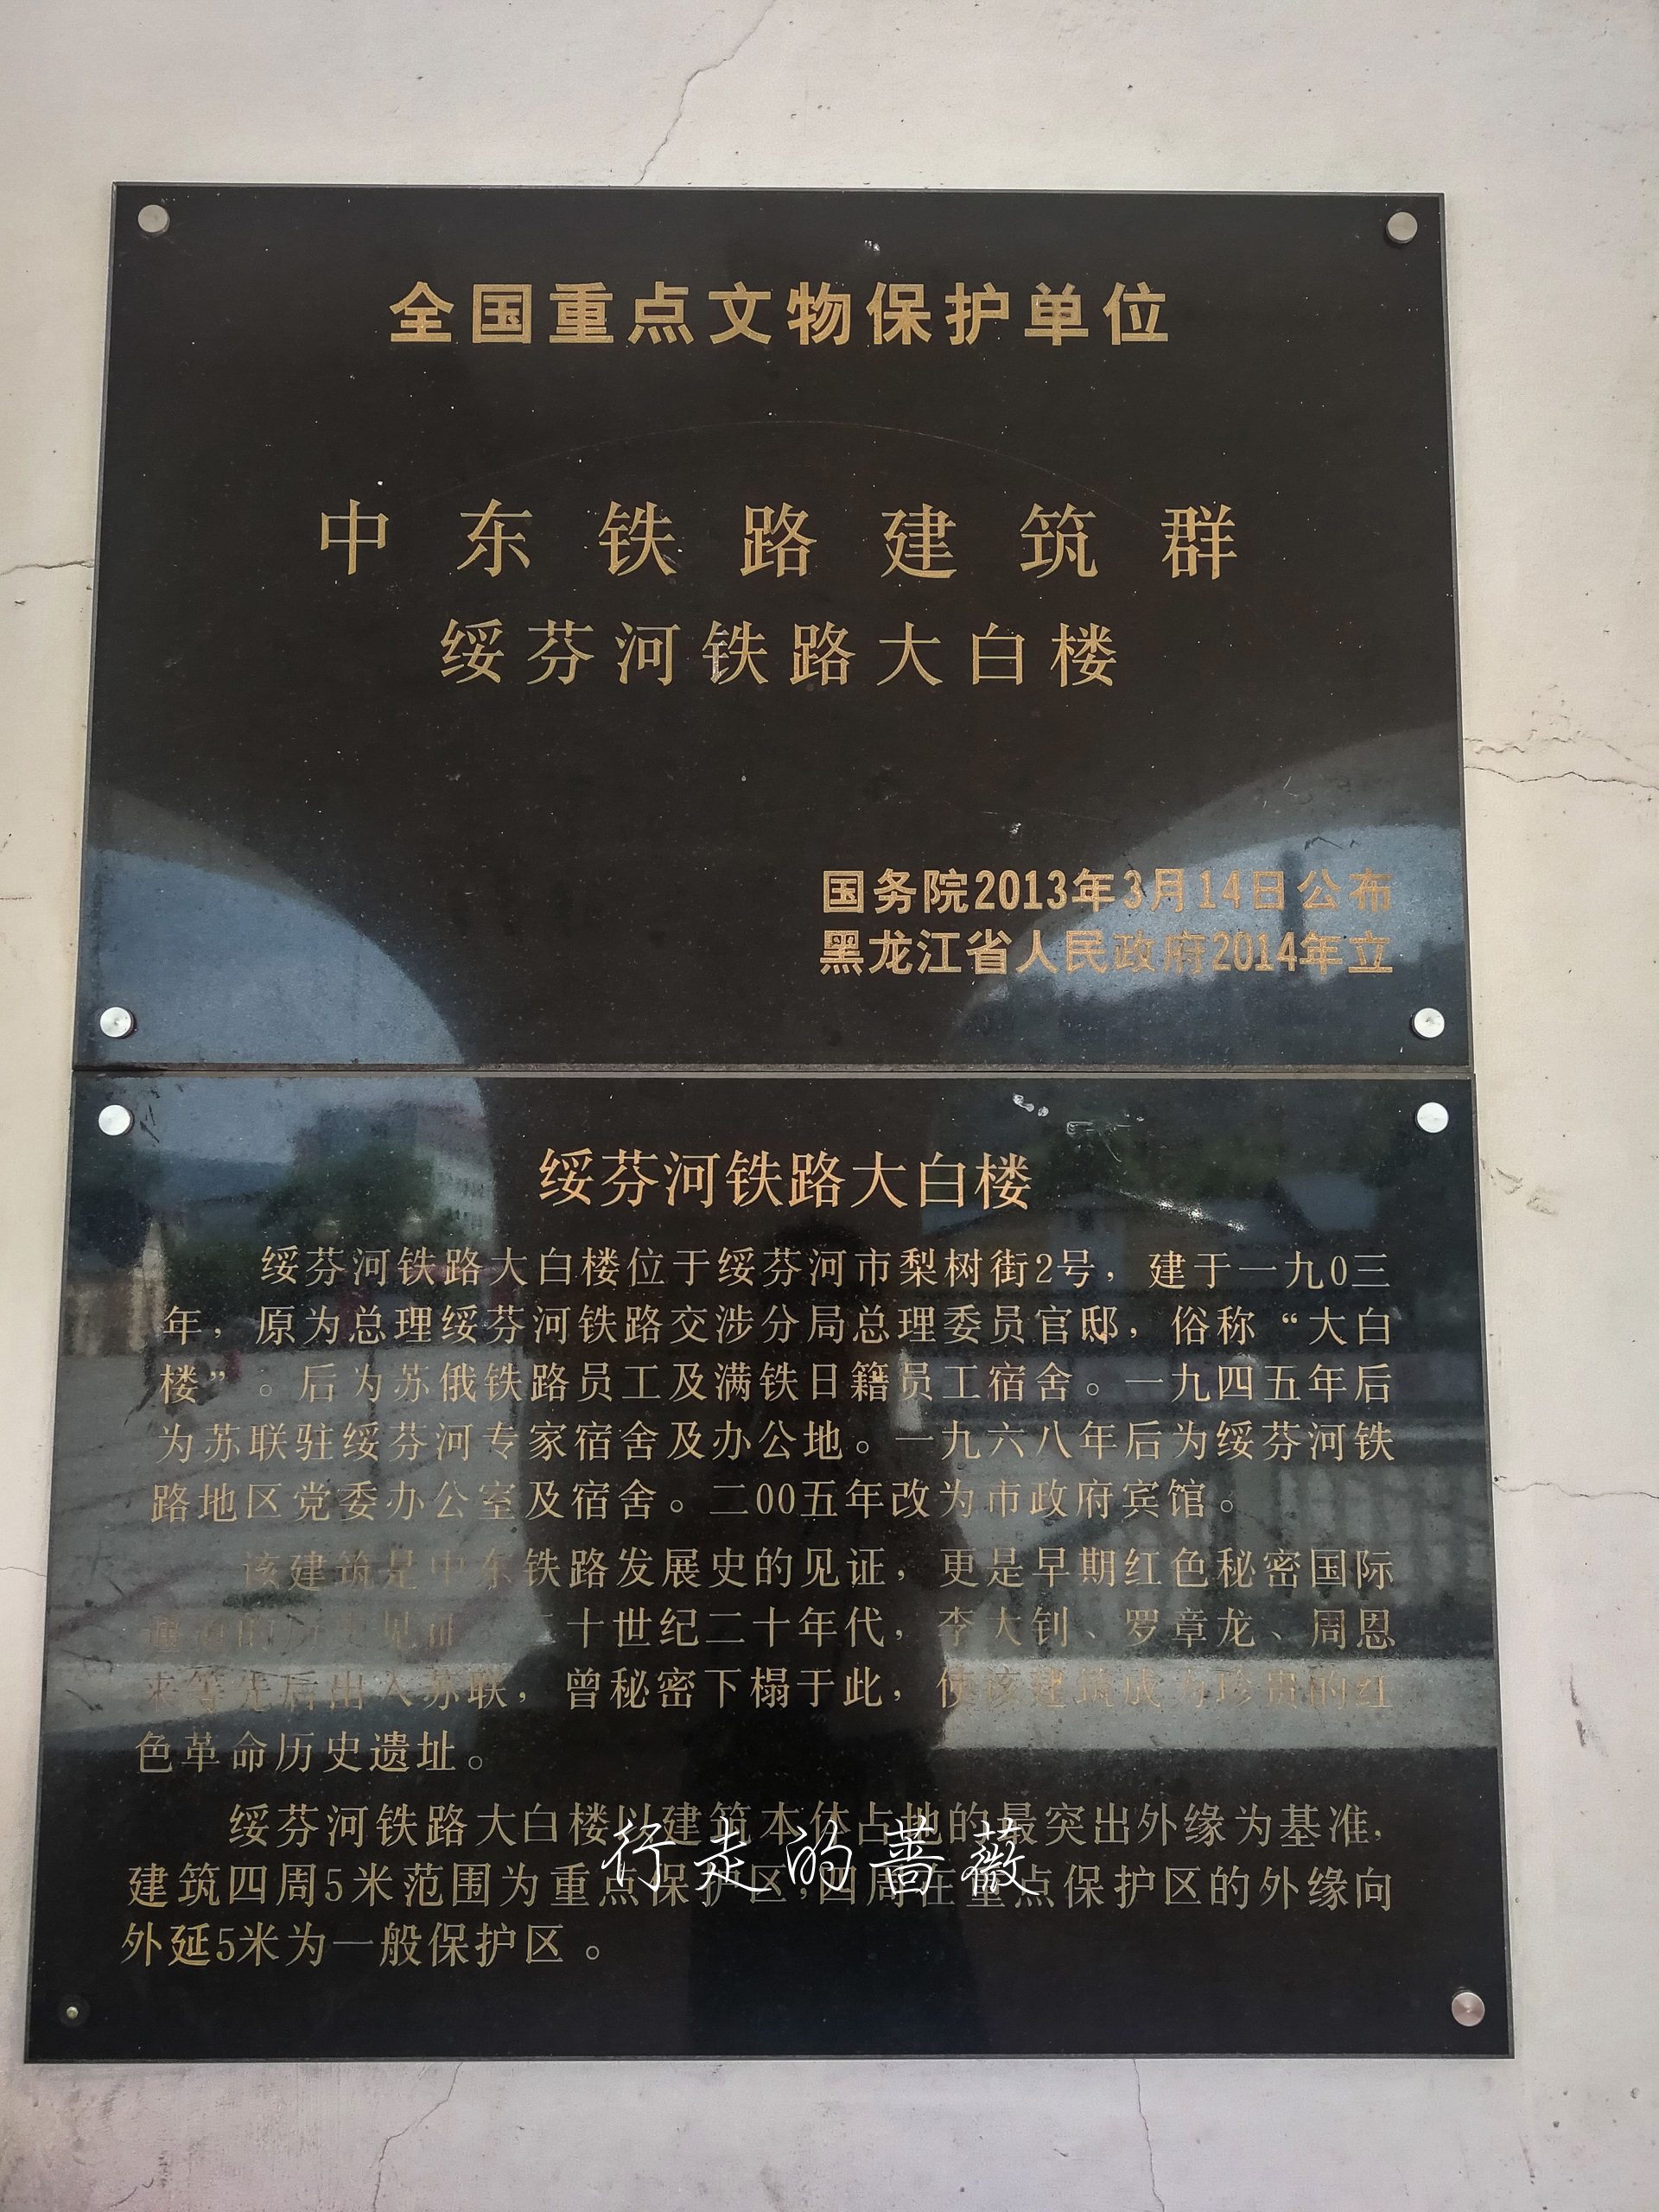 全国重点文物保护单位
中东铁路建筑群
绥芬河铁路大白楼
国务院2013年3月14日公布
黑龙江省人民政府2014年立
绥芬河铁路大白楼
绥芬河铁路大白楼位于绥芬河市梨树街2号，建于一九0三
年，原为总理绥芬河铁路交涉分局总理委员官邸，俗称“大白
楼”。后为苏俄铁路员工及满铁日籍员工宿舍。一九四五年后
为苏联驻绥芬河专家宿舍及办公地。一九六八年后为绥芬河铁
路地区党委办公室及宿舍。二00五年改为市政府宾馆。
该建筑是中东铁路发展史的见证，更是早期红色秘密国际
见证 二十世纪二十年代，李大钊、罗章龙、周恩
来等先后出入苏联，曾秘密下榻于此，使该建筑成为珍贵的红
色革命历史遗址。
绥芬河铁路大白楼以建筑本体占地的最突出外缘为基准，
建筑四周5米范围为重点保护区，四周在重点保护区的外缘向
外延5米为一般保护区。
行走的蔷薇